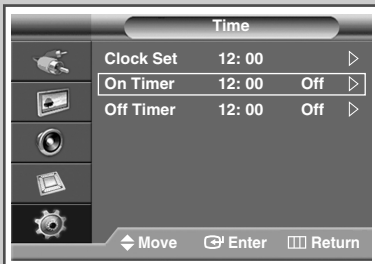 Time
Clock Set 12: 00
On Timer 12: 00 Off
Off Timer 12: 00 Off
Move Enter Return